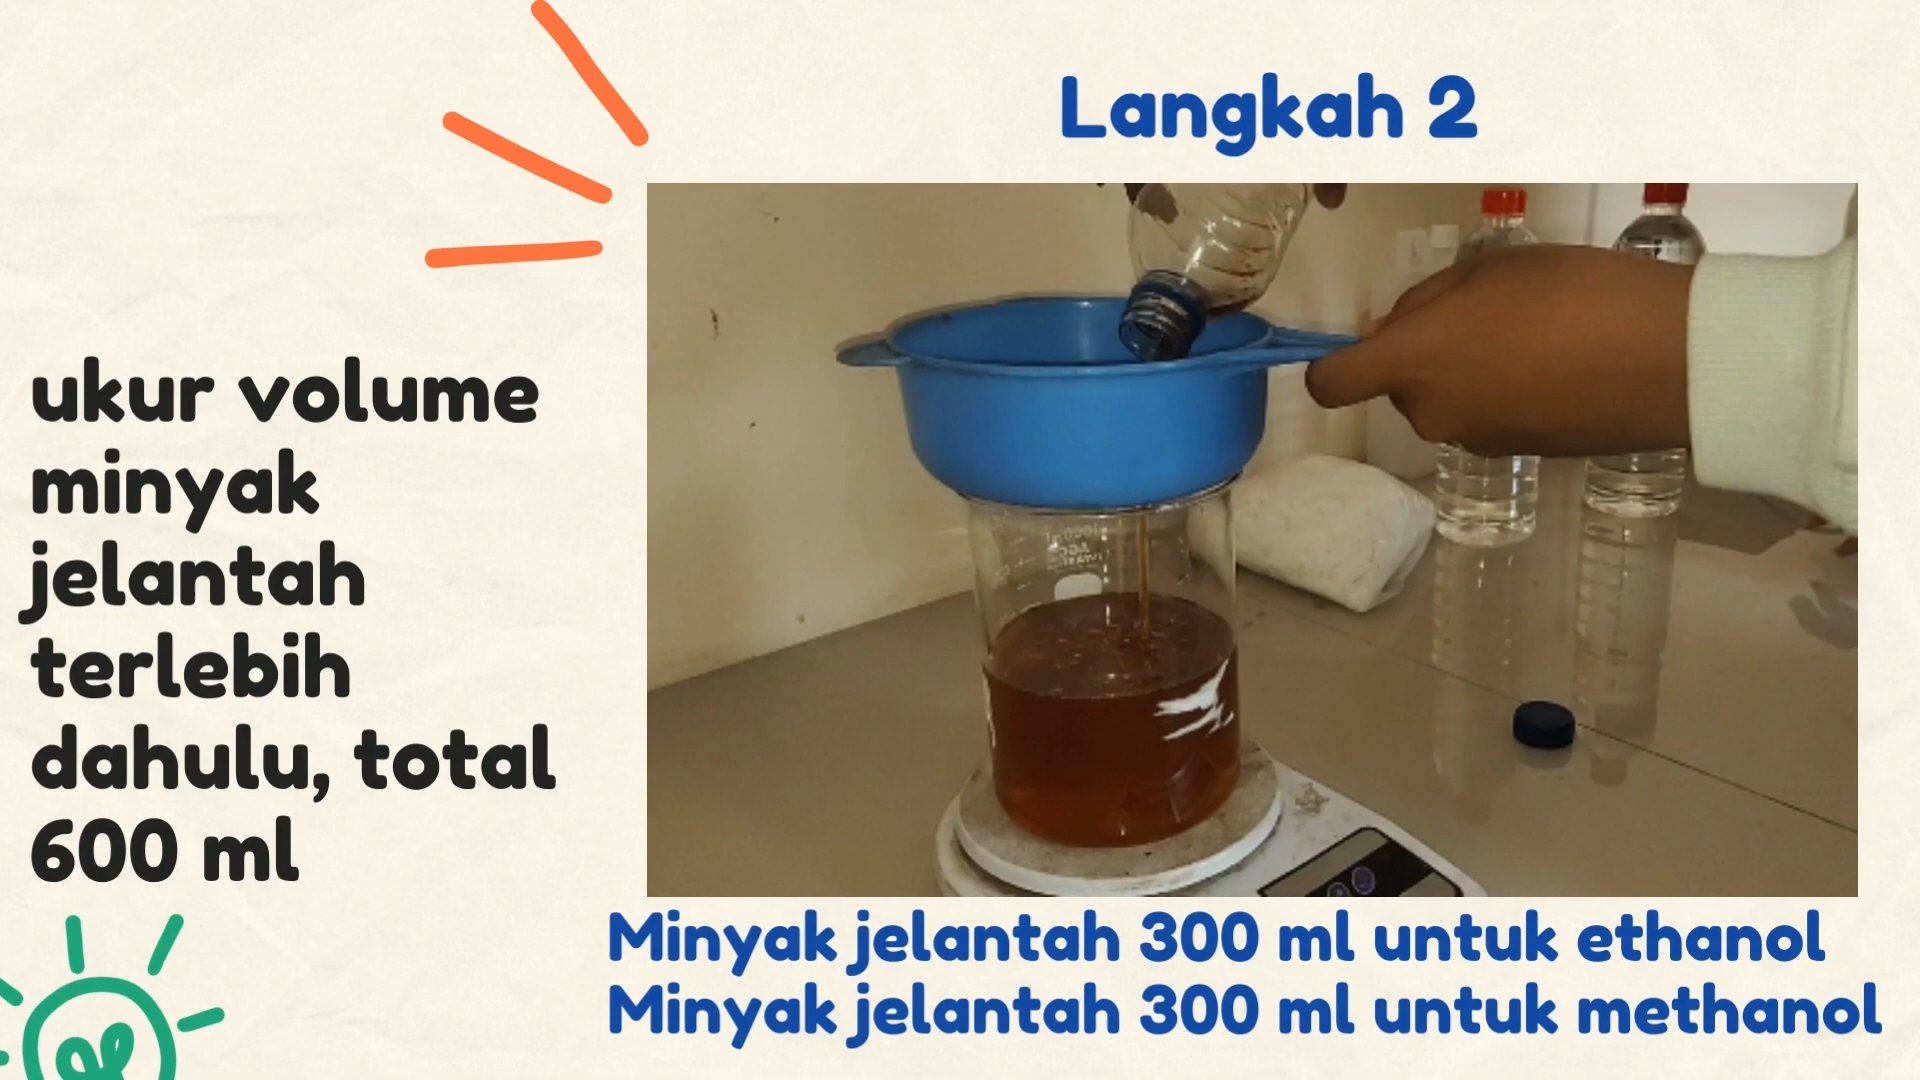 Langkah 2
ukur volume
minyak
jelantah
terlebih
dahulu, total
600 ml
Minyak jelantah 300 ml untuk ethanol
Minyak jelantah 300 ml untuk methanol